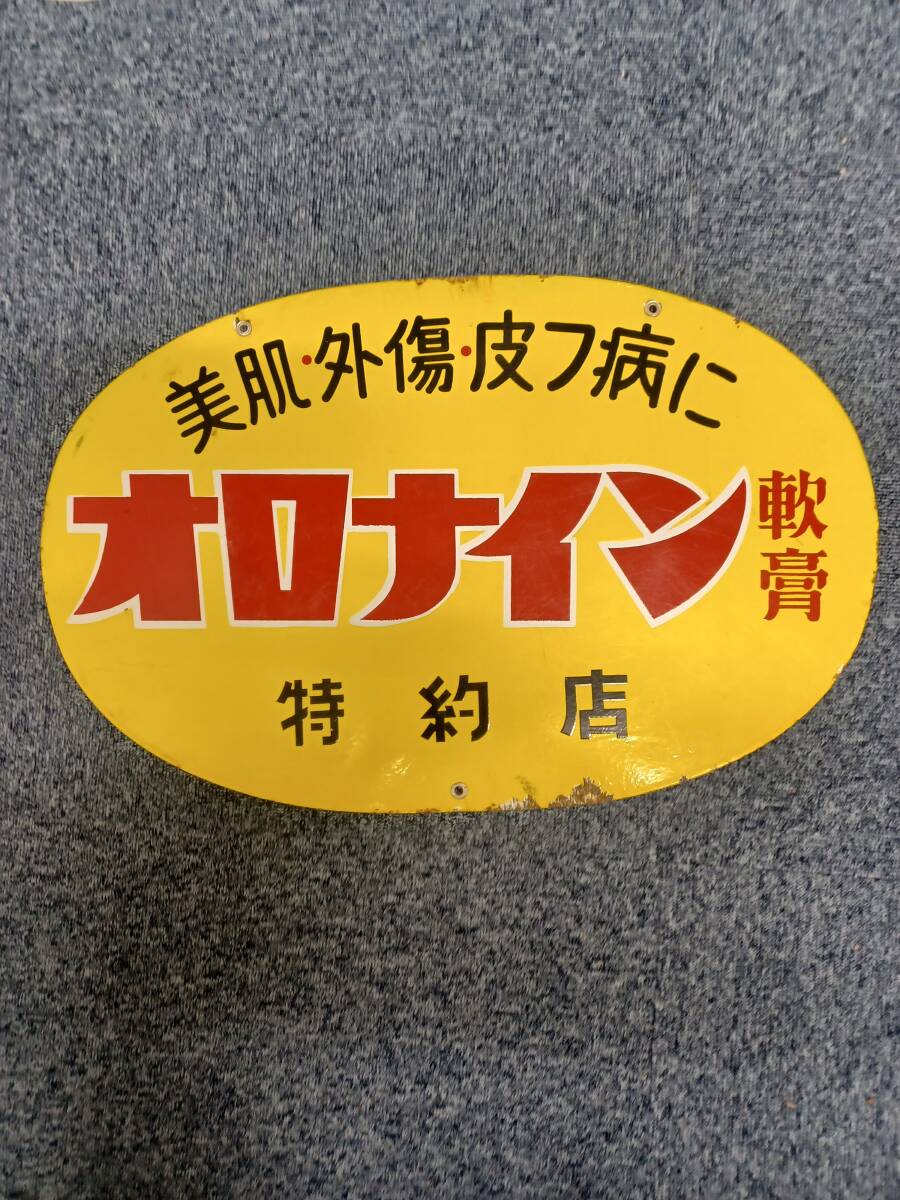 美肌・外傷・皮フ病に
オロナイン軟膏
特約店